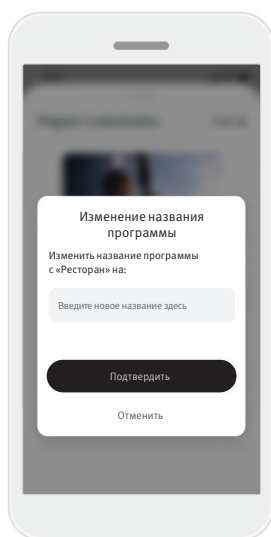 Изменение названия
программы
Изменить название программы
с «Ресторан» на:
Введите новое название здесь
Подтвердить
Отменить